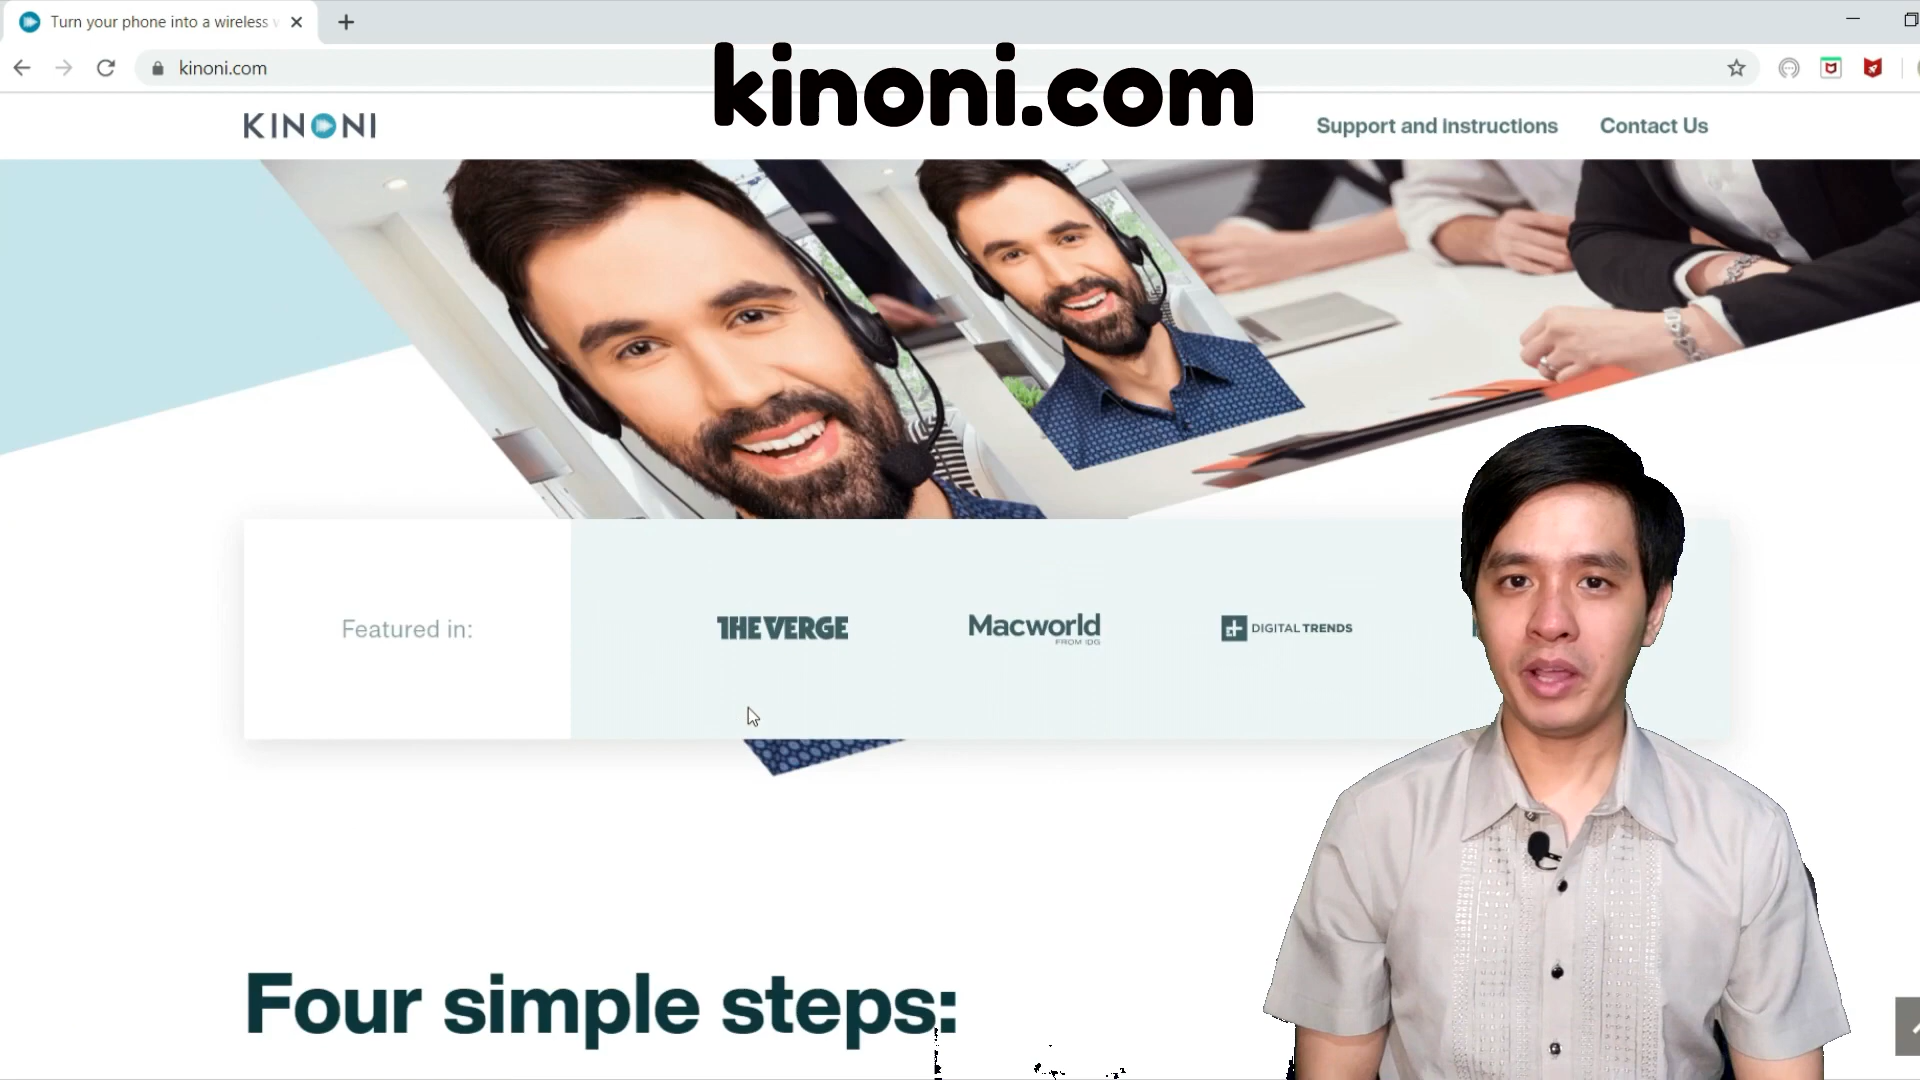 Turn your phone into a wireless
kinoni.com
kinoni.com
KINONI
Support and instructions
Contact Us
Featured in:
THE VERGE
Macworld
FROM IDG
DIGITAL TRENDS
Four simple steps: